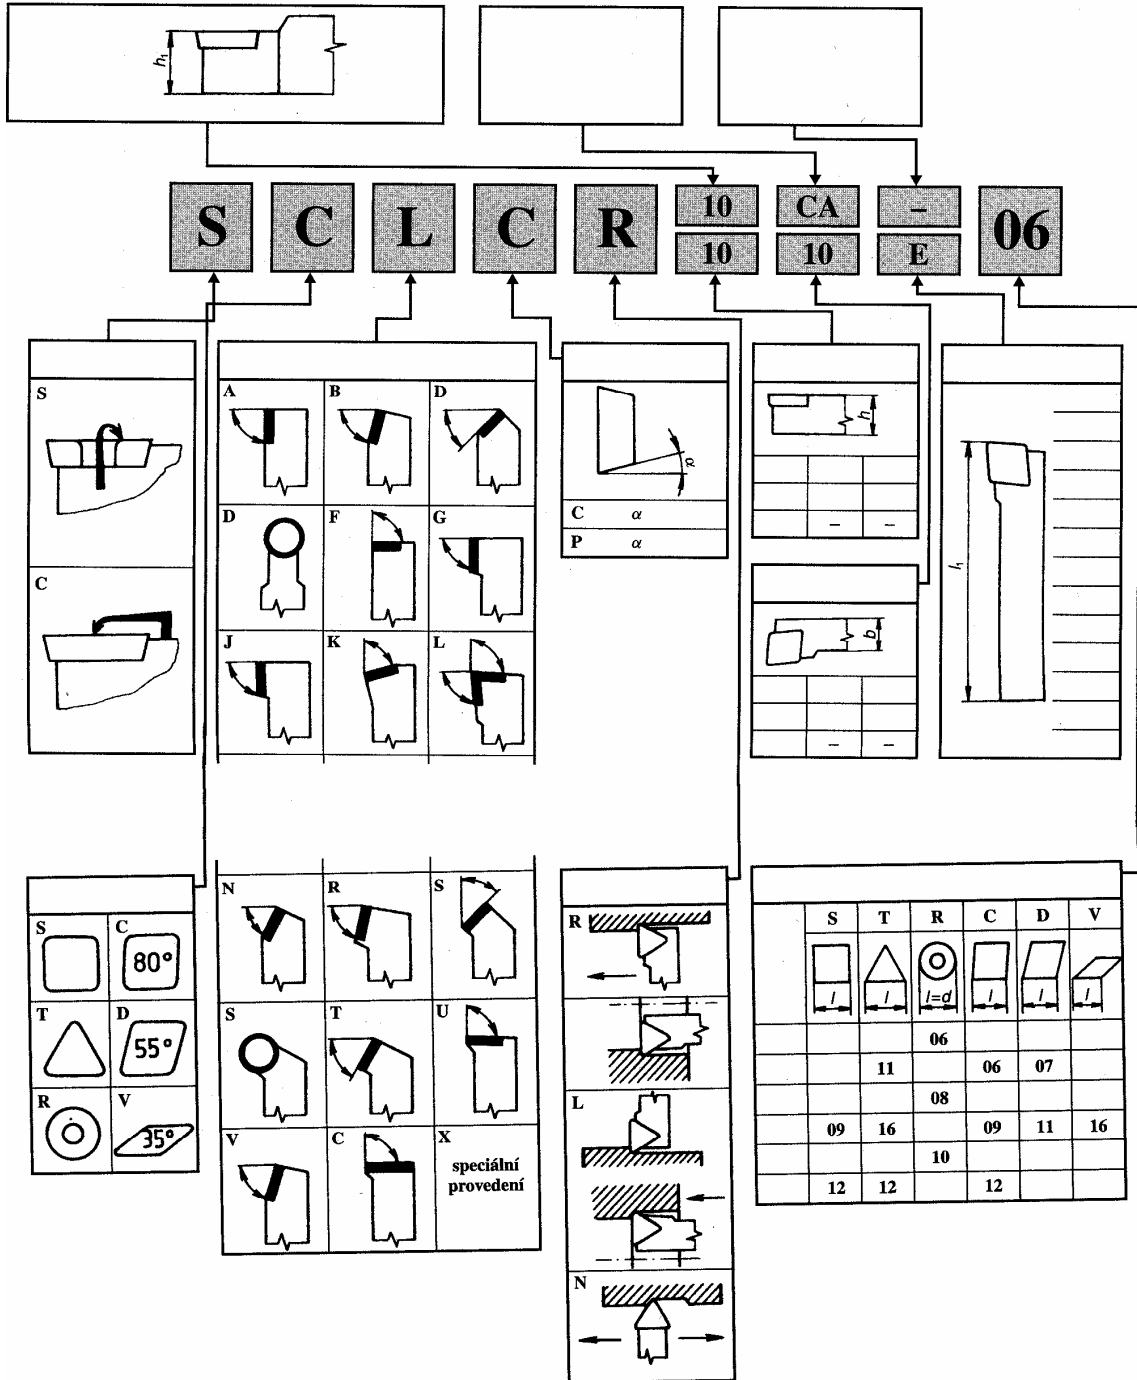 h₁
S C L C R 10 CA – 06
10 10 E
S
C
A B D
D F G
J K L
α
C α
P α
h
– –
b
– –
l₁
N R S
S T U
V C X
speciální
provedení
S C
80°
T D
55°
R V
35°
R
L
N
S T R C D V
l l l=d l l l
06
11 06 07
08
09 16 09 11 16
10
12 12 12